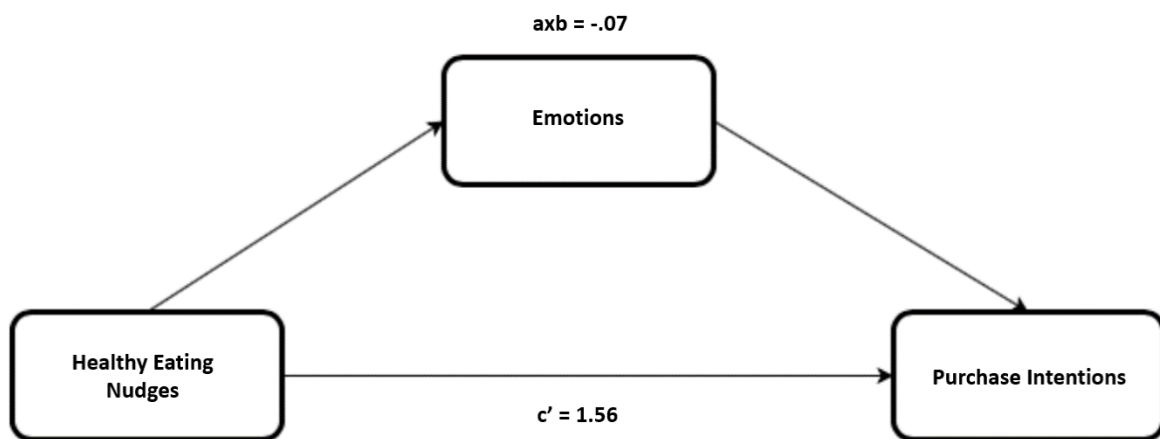 axb = -.07
Emotions
Healthy Eating
Nudges
Purchase Intentions
c’ = 1.56